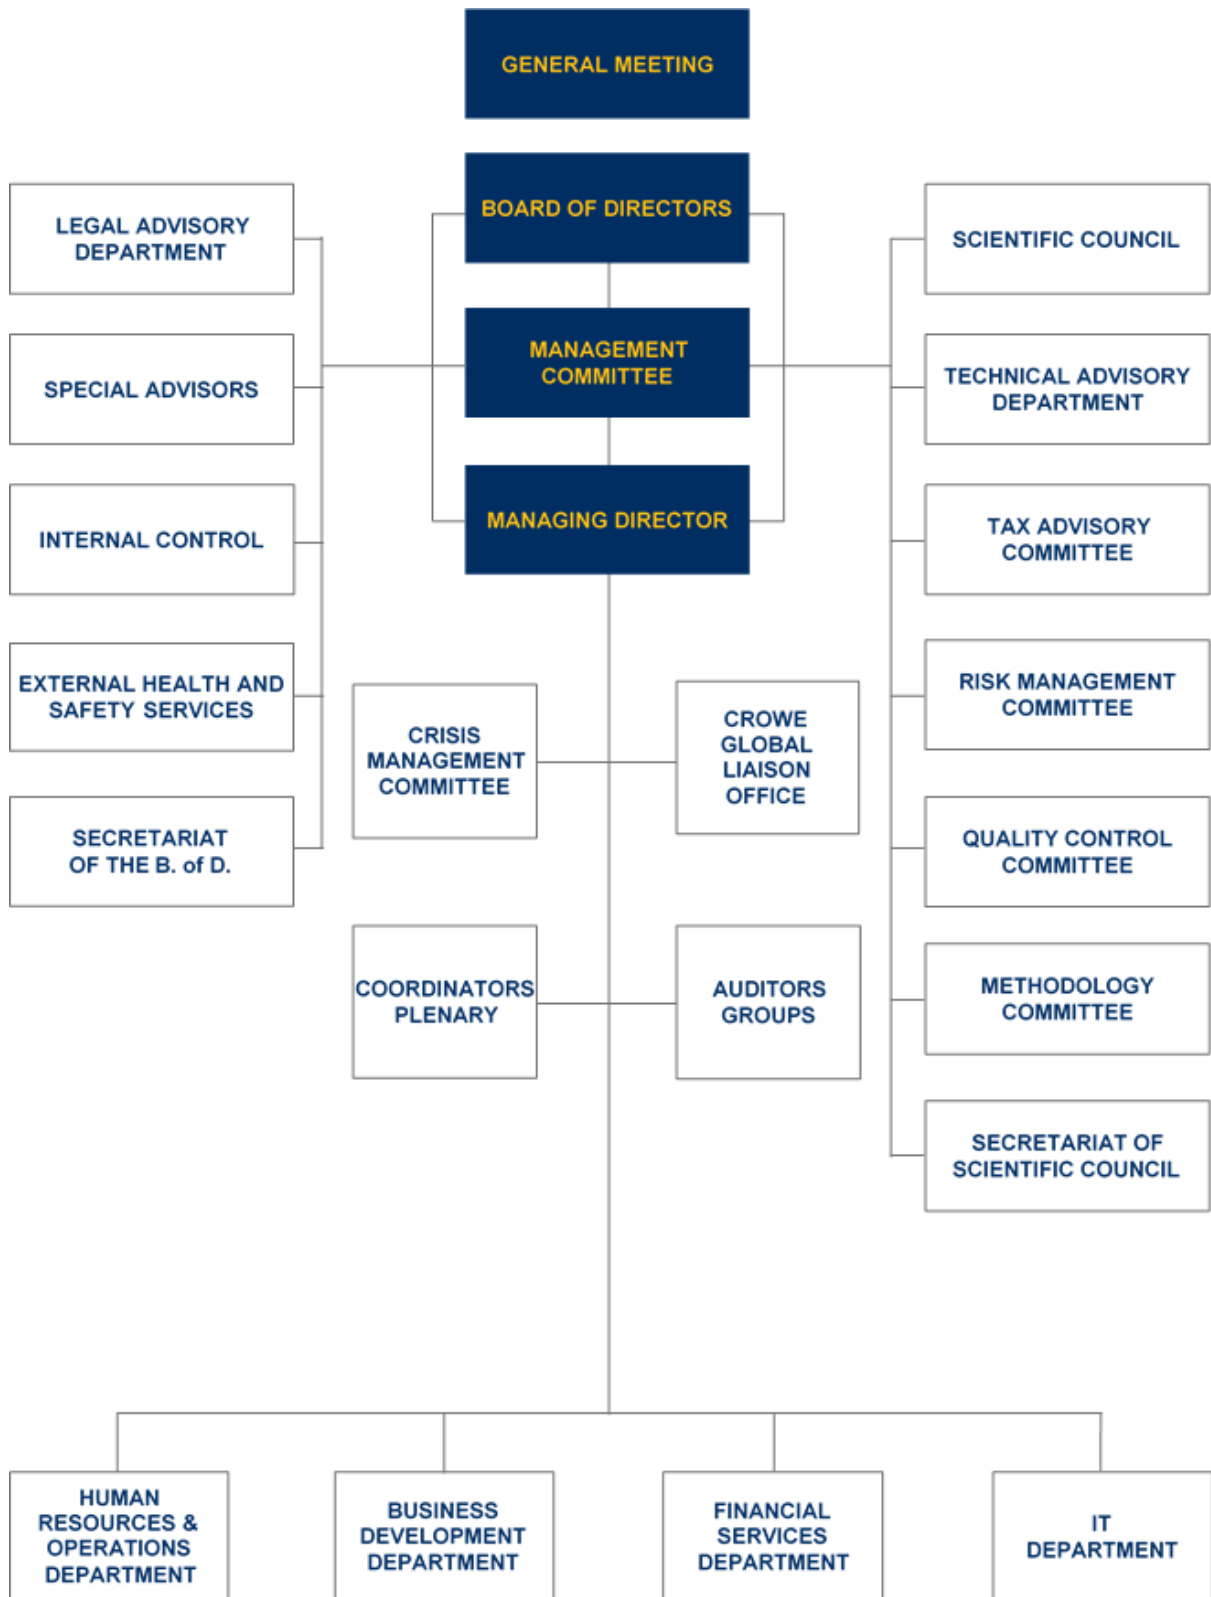 GENERAL MEETING
BOARD OF DIRECTORS
LEGAL ADVISORY
DEPARTMENT
SCIENTIFIC COUNCIL
MANAGEMENT
COMMITTEE
SPECIAL ADVISORS
TECHNICAL ADVISORY
DEPARTMENT
MANAGING DIRECTOR
INTERNAL CONTROL
TAX ADVISORY
COMMITTEE
EXTERNAL HEALTH AND
SAFETY SERVICES
RISK MANAGEMENT
COMMITTEE
CRISIS
MANAGEMENT
COMMITTEE
CROWE
GLOBAL
LIAISON
OFFICE
SECRETARIAT
OF THE B. of D.
QUALITY CONTROL
COMMITTEE
COORDINATORS
PLENARY
AUDITORS
GROUPS
METHODOLOGY
COMMITTEE
SECRETARIAT OF
SCIENTIFIC COUNCIL
HUMAN
RESOURCES &
OPERATIONS
DEPARTMENT
BUSINESS
DEVELOPMENT
DEPARTMENT
FINANCIAL
SERVICES
DEPARTMENT
IT
DEPARTMENT